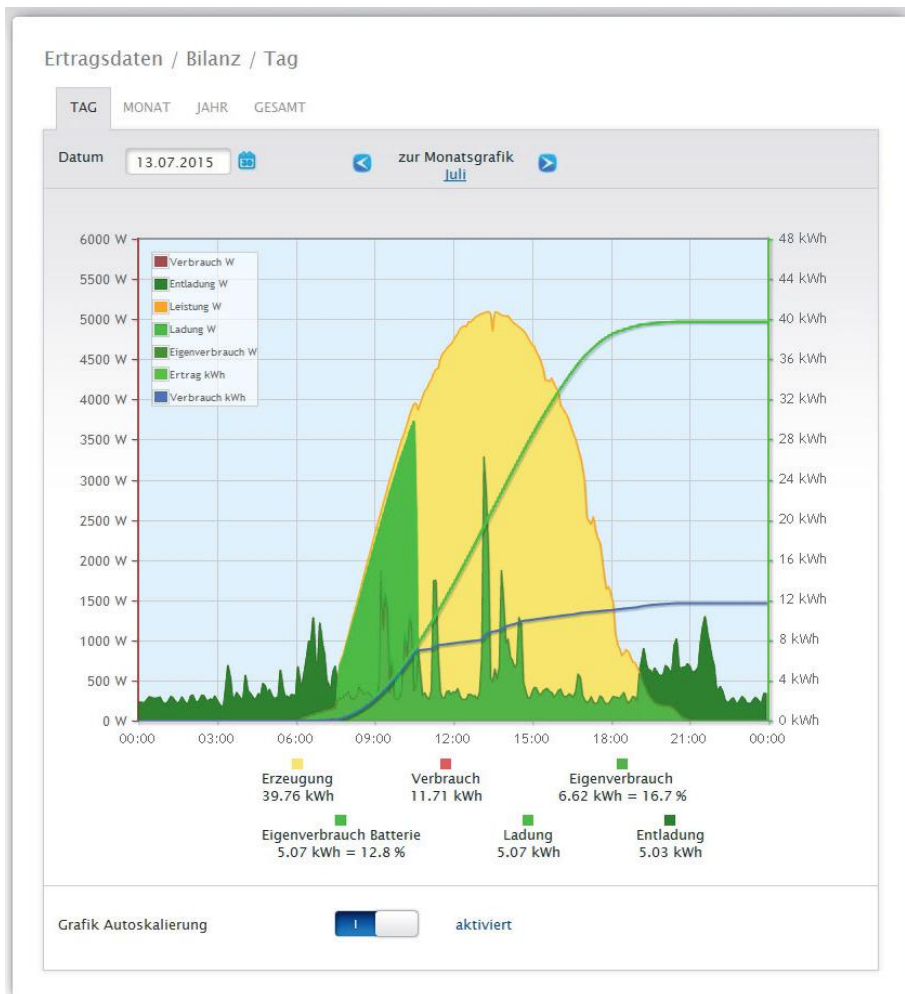 Ertragsdaten / Bilanz / Tag
TAG MONAT JAHR GESAMT
Datum 13.07.2015 30 zur Monatsgrafik
Juli
6000 W 48 kWh
Verbrauch W
5500 W Entladung W 44 kWh
Leistung W
5000 W Ladung W 40 kWh
Eigenverbrauch W
4500 W 36 kWh
Ertrag kWh
4000 W Verbrauch kWh 32 kWh
3500 W 28 kWh
3000 W 24 kWh
2500 W 20 kWh
2000 W 16 kWh
1500 W 12 kWh
1000 W 8 kWh
500 W 4 kWh
0 W 0 kWh
00:00 03:00 06:00 09:00 12:00 15:00 18:00 21:00 00:00
Erzeugung Verbrauch Eigenverbrauch
39.76 kWh 11.71 kWh 6.62 kWh = 16.7 %
Eigenverbrauch Batterie Ladung Entladung
5.07 kWh = 12.8 % 5.07 kWh 5.03 kWh
Grafik Autoskalierung I aktiviert